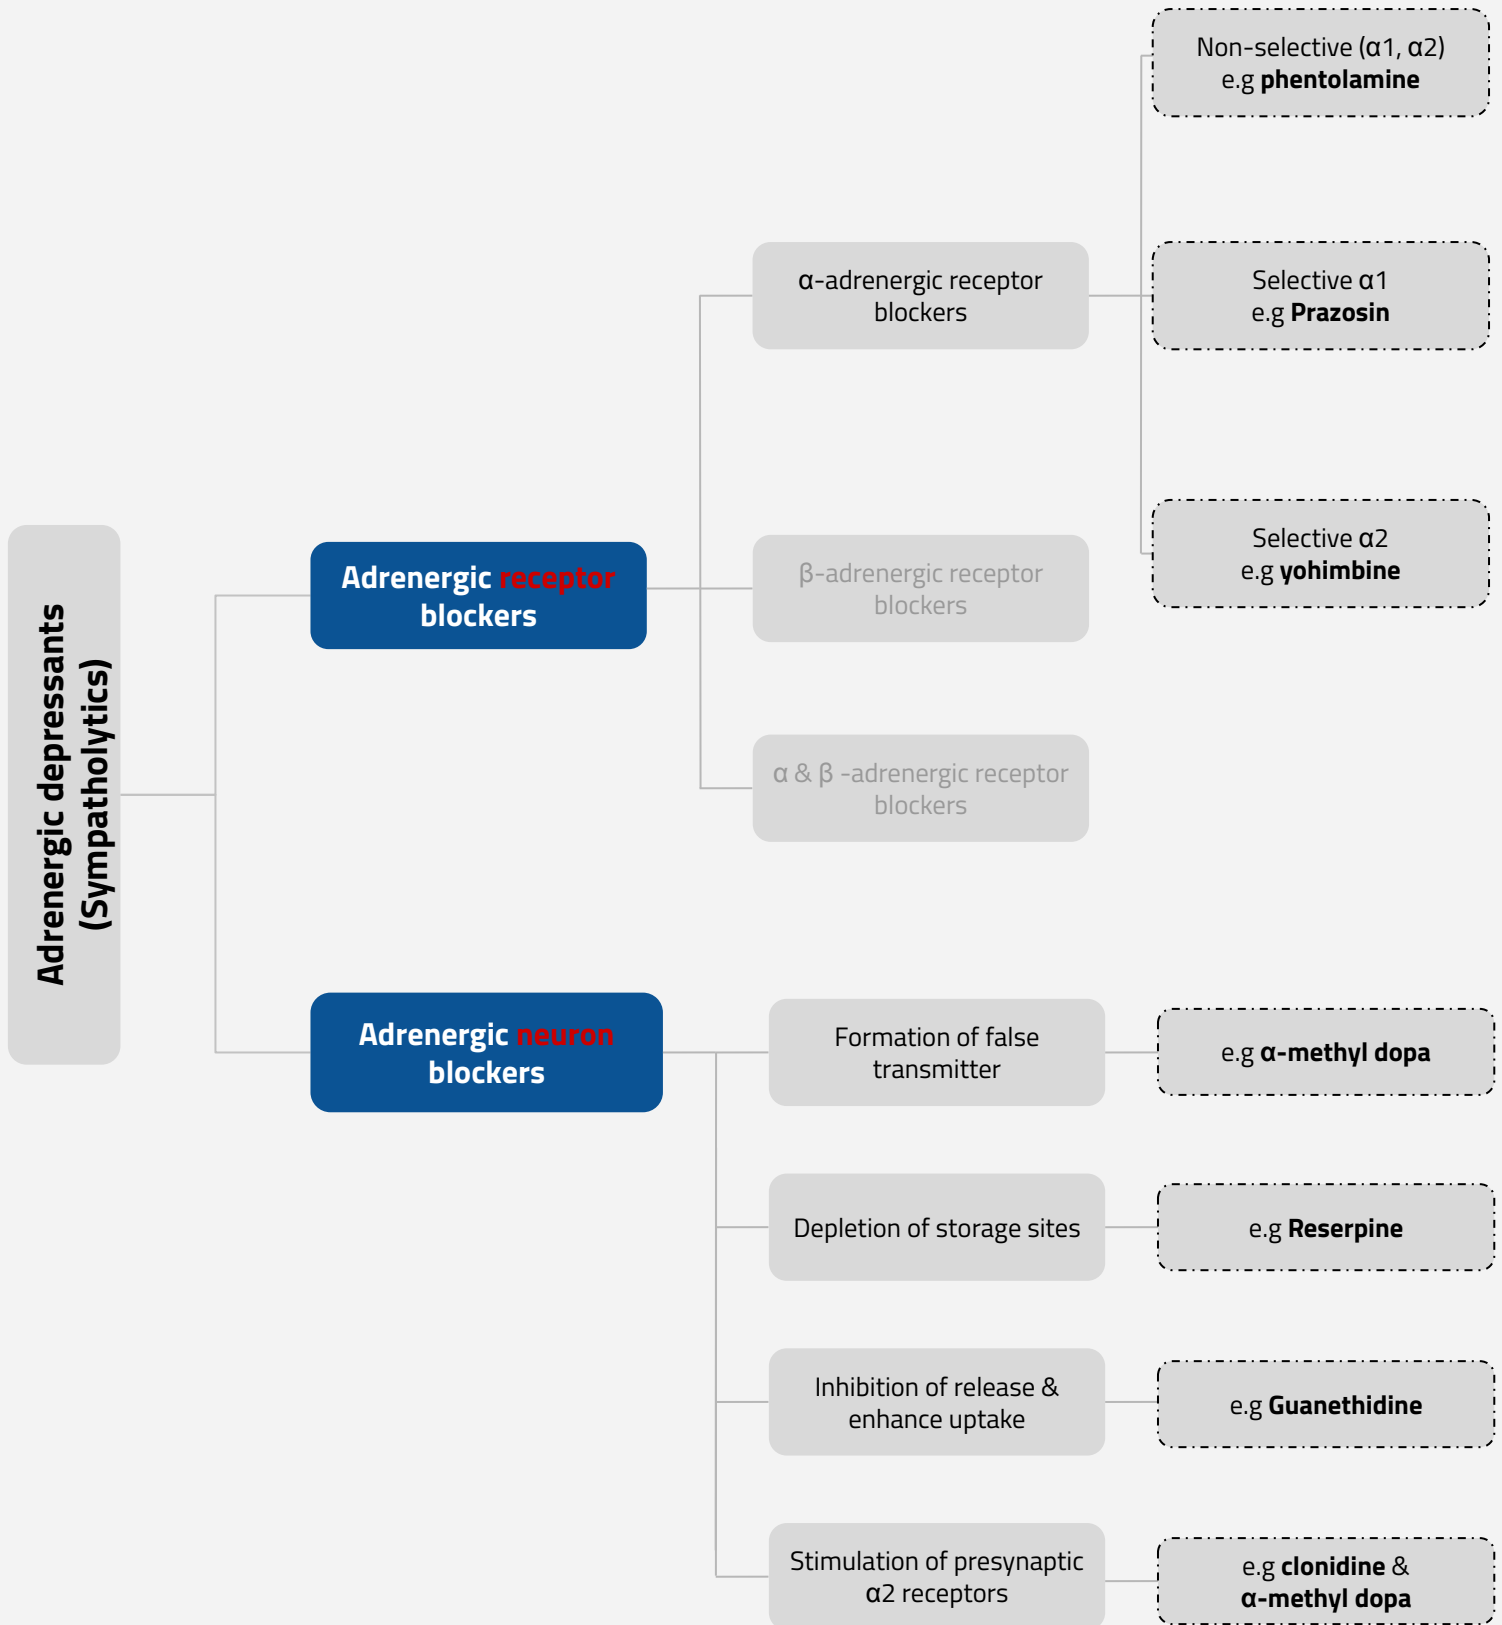 Adrenergic depressants
(Sympatholytics)
Adrenergic receptor
blockers
α-adrenergic receptor
blockers
Non-selective (α1, α2)
e.g phentolamine
Selective α1
e.g Prazosin
Selective α2
e.g yohimbine
β-adrenergic receptor
blockers
α & β -adrenergic receptor
blockers
Adrenergic neuron
blockers
Formation of false
transmitter
e.g α-methyl dopa
Depletion of storage sites
e.g Reserpine
Inhibition of release &
enhance uptake
e.g Guanethidine
Stimulation of presynaptic
α2 receptors
e.g clonidine &
α-methyl dopa